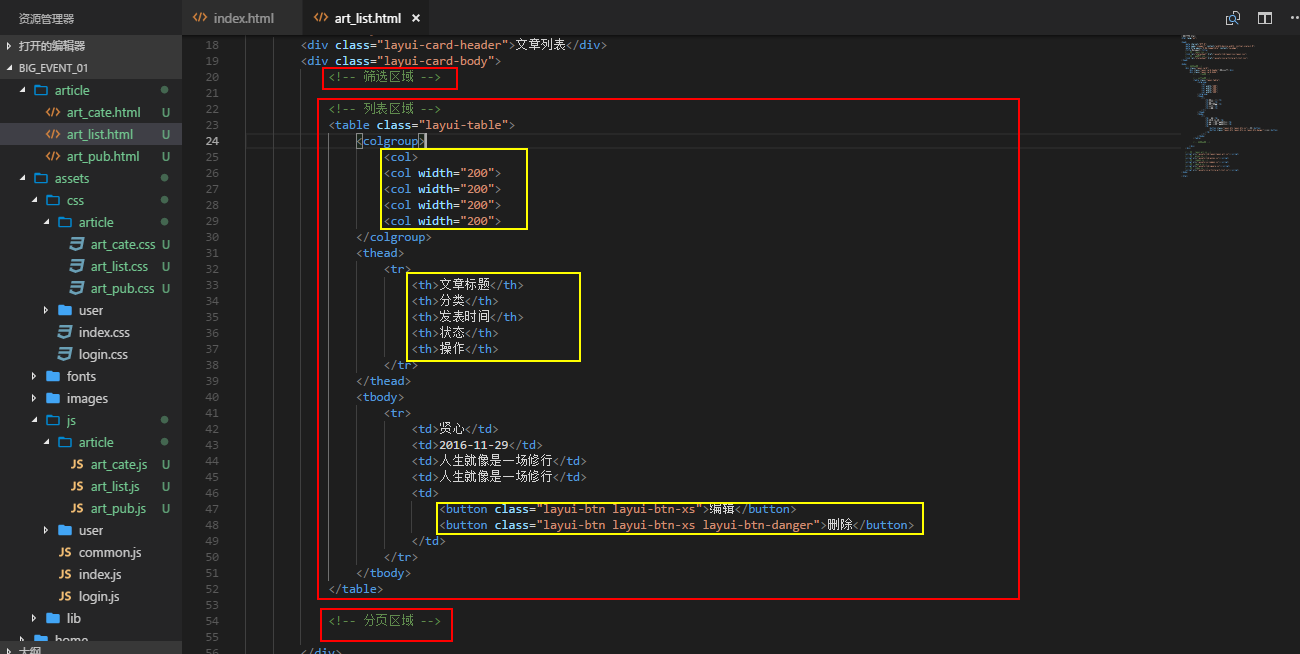 资源管理器
打开的编辑器
BIG_EVENT_01
article
art_cate.html U
art_list.html U
art_pub.html U
assets
css
article
art_cate.css U
art_list.css U
art_pub.css U
user
index.css
login.css
fonts
images
js
article
art_cate.js U
art_list.js U
art_pub.js U
user
common.js
index.js
login.js
lib
home
大纲
index.html
art_list.html ×
18 <div class="layui-card-header">文章列表</div>
19 <div class="layui-card-body">
20 <!-- 筛选区域 -->
21
22 <!-- 列表区域 -->
23 <table class="layui-table">
24 <colgroup>
25 <col>
26 <col width="200">
27 <col width="200">
28 <col width="200">
29 <col width="200">
30 </colgroup>
31 <thead>
32 <tr>
33 <th>文章标题</th>
34 <th>分类</th>
35 <th>发表时间</th>
36 <th>状态</th>
37 <th>操作</th>
38 </tr>
39 </thead>
40 <tbody>
41 <tr>
42 <td>贤心</td>
43 <td>2016-11-29</td>
44 <td>人生就像是一场修行</td>
45 <td>人生就像是一场修行</td>
46 <td>
47 <button class="layui-btn layui-btn-xs">编辑</button>
48 <button class="layui-btn layui-btn-xs layui-btn-danger">删除</button>
49 </td>
50 </tr>
51 </tbody>
52 </table>
53
54 <!-- 分页区域 -->
55
56 </div>